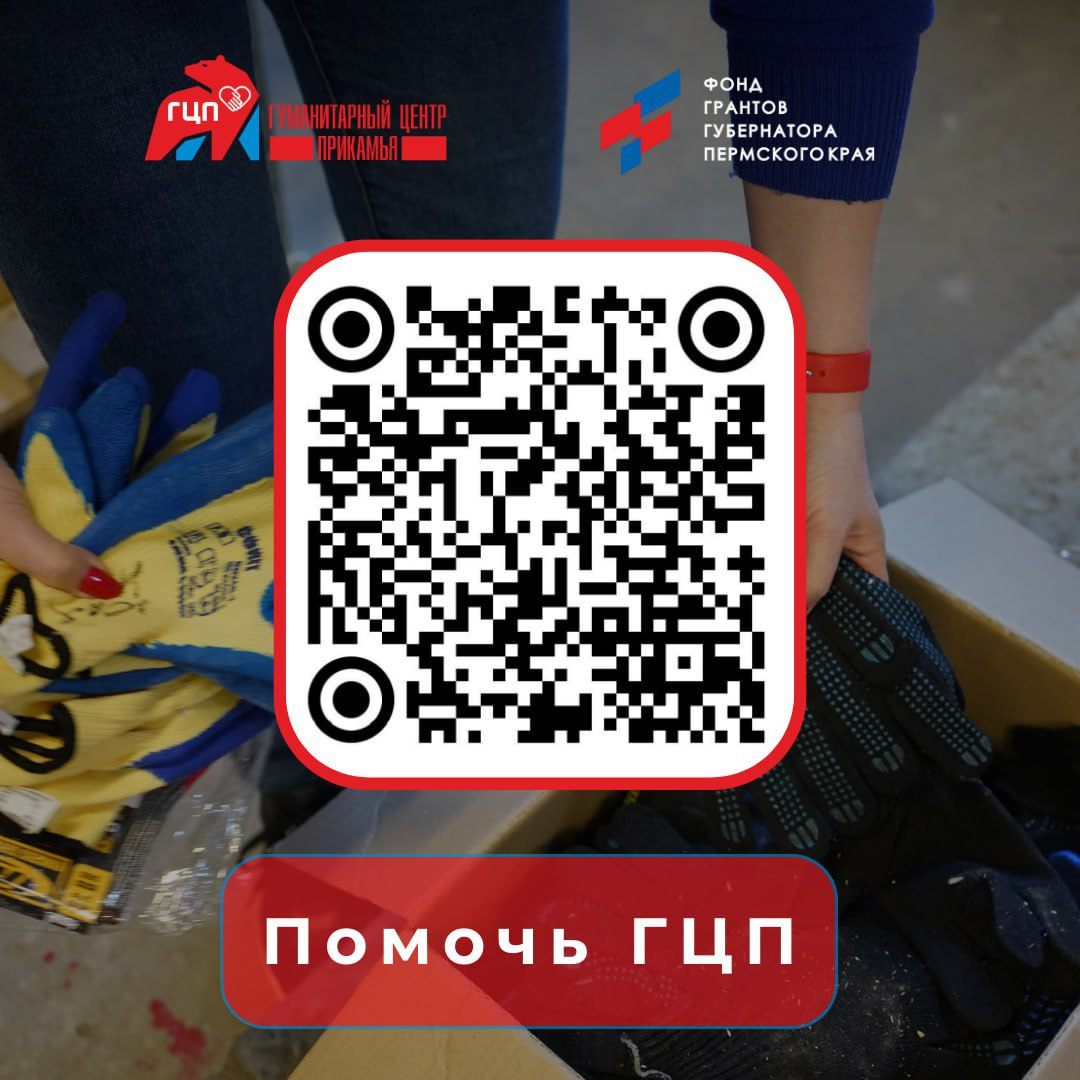 ГЦП
ГУМАНИТАРНЫЙ ЦЕНТР
ПРИКАМЬЯ
ФОНД
ГРАНТОВ
ГУБЕРНАТОРА
ПЕРМСКОГО КРАЯ
Помочь ГЦП